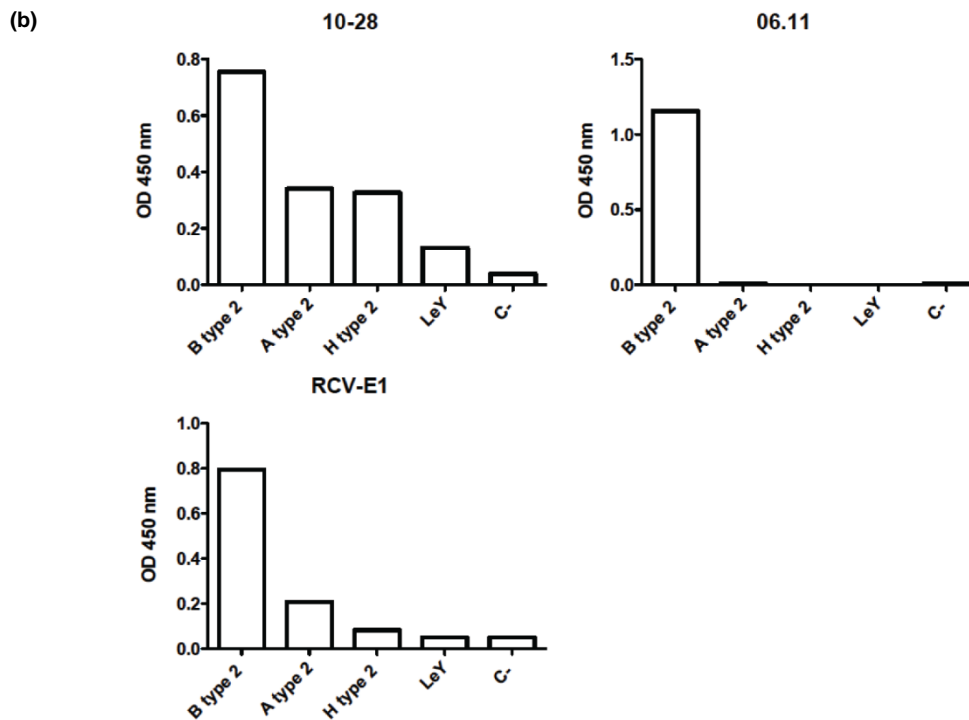 (b)
10-28
OD 450 nm
0.8
0.6
0.4
0.2
0.0
B type 2
A type 2
H type 2
LeY
C-
06.11
OD 450 nm
1.5
1.0
0.5
0.0
B type 2
A type 2
H type 2
LeY
C-
RCV-E1
OD 450 nm
1.0
0.8
0.6
0.4
0.2
0.0
B type 2
A type 2
H type 2
LeY
C-